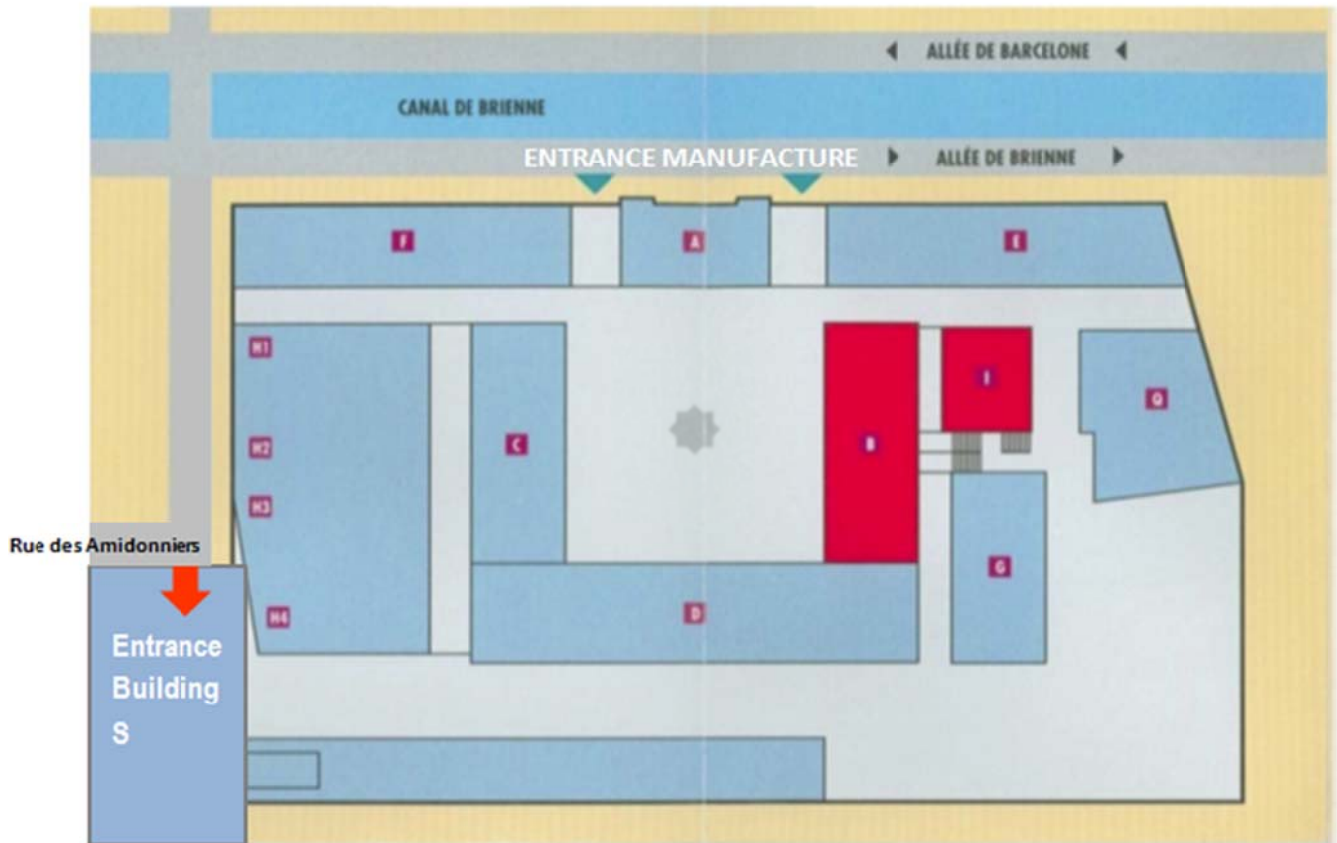 ALLÉE DE BARCELONE
CANAL DE BRIENNE
ENTRANCE MANUFACTURE
ALLÉE DE BRIENNE
F
A
E
H1
I
Q
C
B
H2
H3
Rue des Amidonniers
G
D
H4
Entrance
Building
S